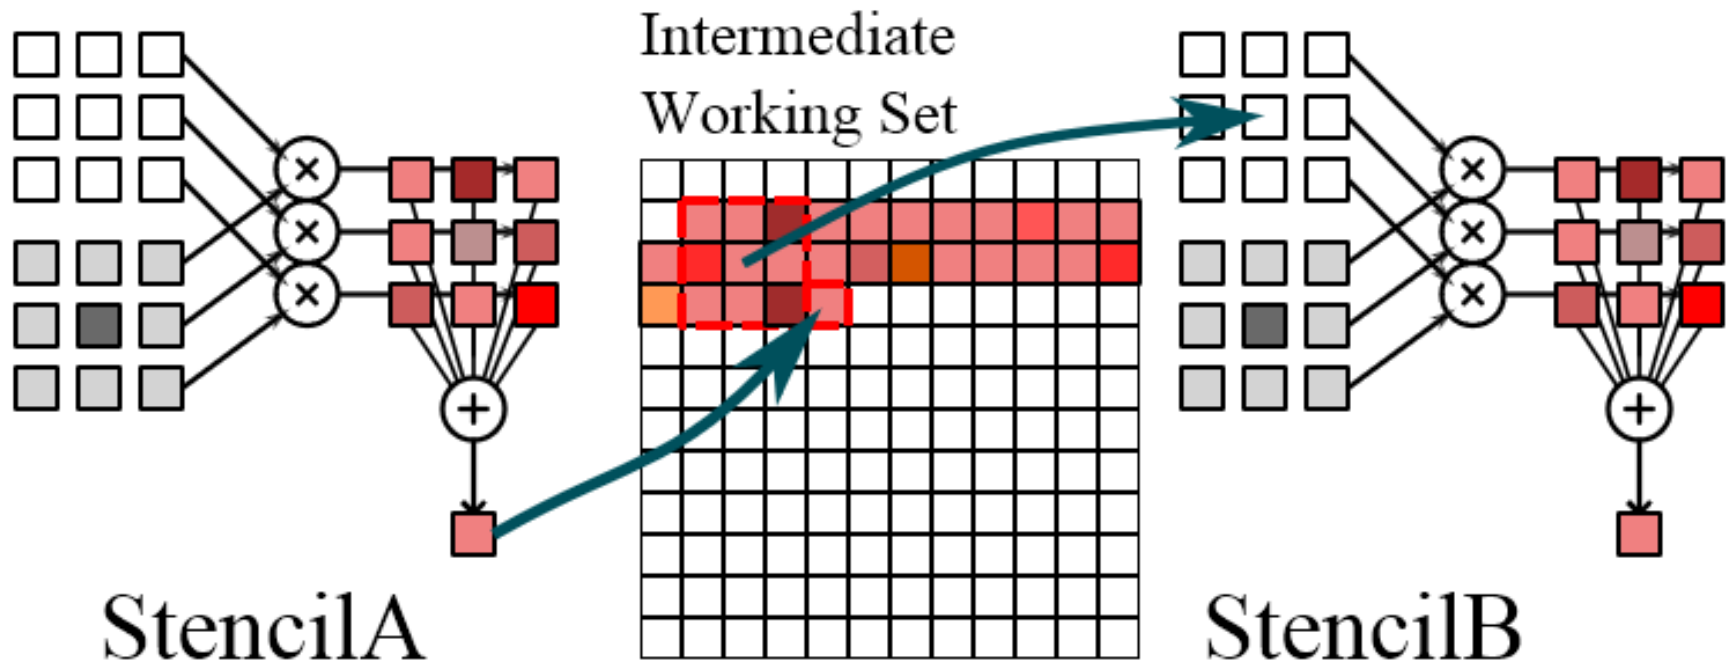 Intermediate
Working Set
×
×
×
+
×
×
×
+
StencilA
StencilB